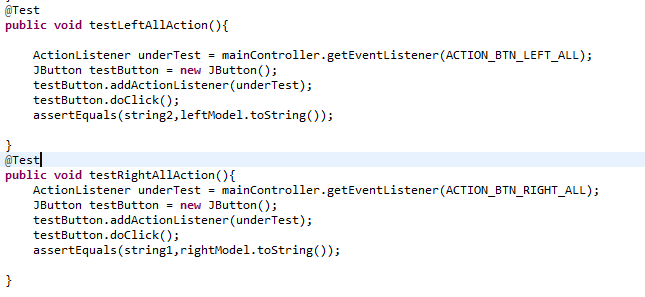 @Test
public void testLeftAllAction(){
ActionListener underTest = mainController.getEventListener(ACTION_BTN_LEFT_ALL);
JButton testButton = new JButton();
testButton.addActionListener(underTest);
testButton.doClick();
assertEquals(string2,leftModel.toString());
}
@Test
public void testRightAllAction(){
ActionListener underTest = mainController.getEventListener(ACTION_BTN_RIGHT_ALL);
JButton testButton = new JButton();
testButton.addActionListener(underTest);
testButton.doClick();
assertEquals(string1,rightModel.toString());
}